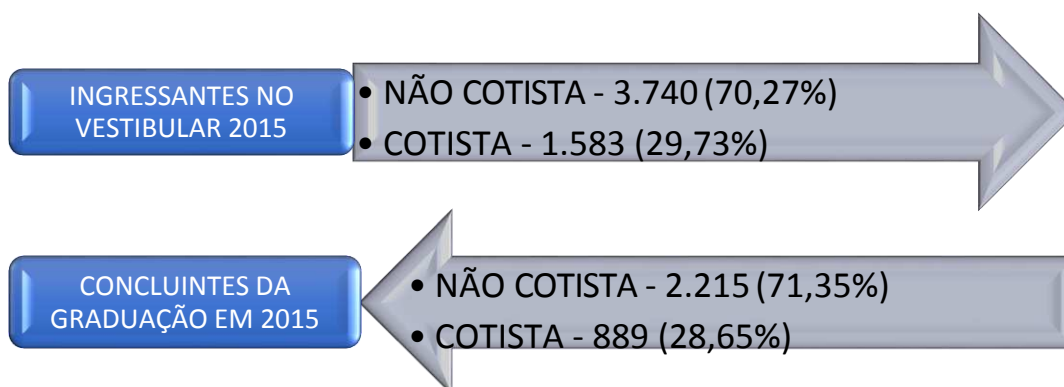 INGRESSANTES NO
VESTIBULAR 2015
• NÃO COTISTA - 3.740 (70,27%)
• COTISTA - 1.583 (29,73%)
CONCLUINTES DA
GRADUAÇÃO EM 2015
• NÃO COTISTA - 2.215 (71,35%)
• COTISTA - 889 (28,65%)